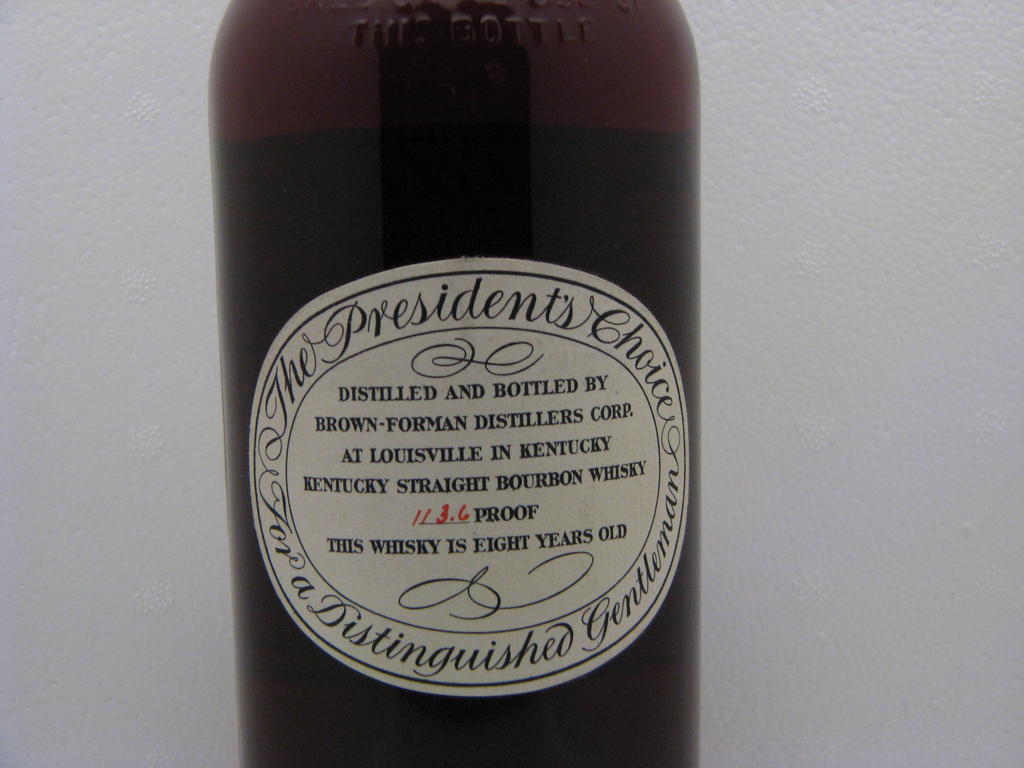 THIS BOTTLE
The President's Choice
DISTILLED AND BOTTLED BY
BROWN-FORMAN DISTILLERS CORP.
AT LOUISVILLE IN KENTUCKY
KENTUCKY STRAIGHT BOURBON WHISKY
113.6 PROOF
THIS WHISKY IS EIGHT YEARS OLD
For a Distinguished Gentleman